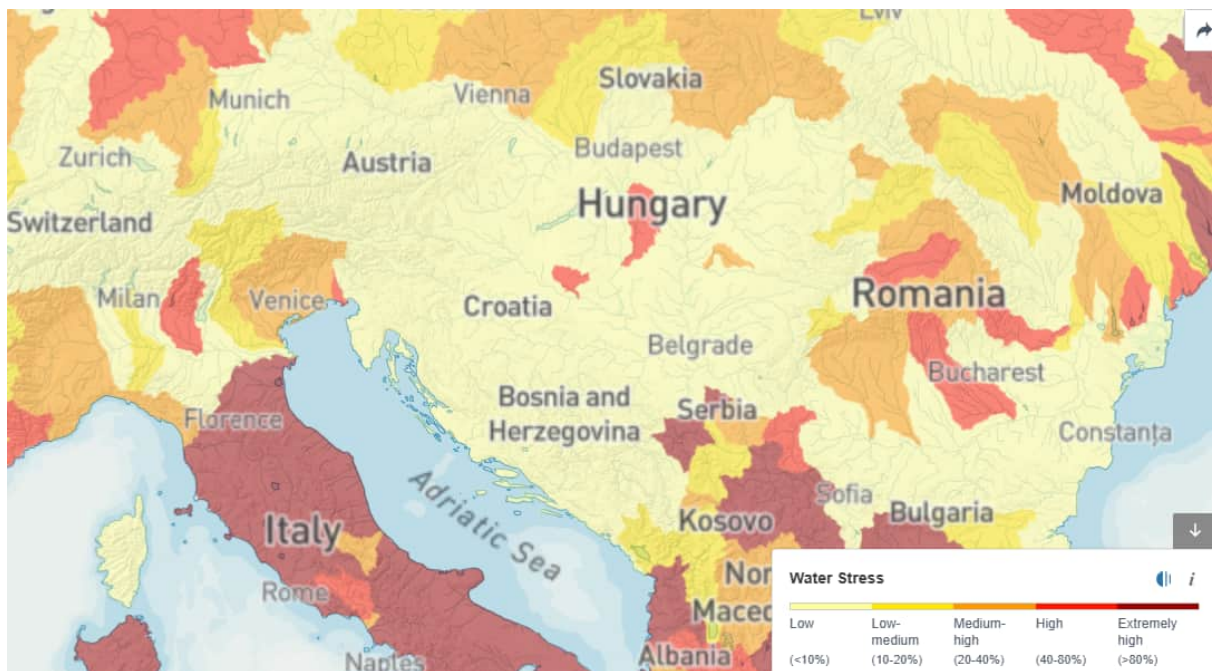 Lviv
Slovakia
Munich
Vienna
Zurich
Austria
Budapest
Hungary
Moldova
Switzerland
Milan
Venice
Croatia
Romania
Belgrade
Bucharest
Florence
Bosnia and
Herzegovina
Serbia
Constanța
Adriatic Sea
Sofia
Bulgaria
Italy
Kosovo
Nor
Rome
Maced
Albania
Naples
Water Stress
i
Low
Low-
medium
Medium-
high
High
Extremely
high
(<10%)
(10-20%)
(20-40%)
(40-80%)
(>80%)